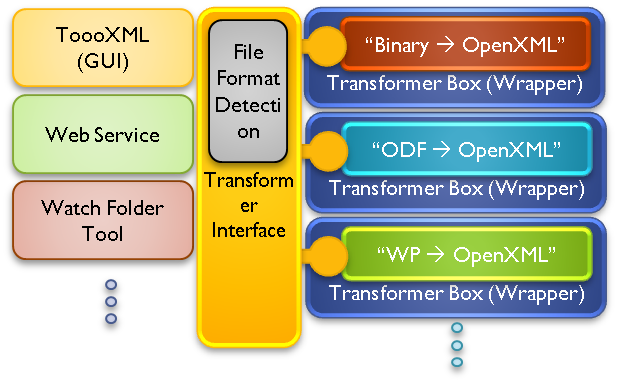 ToooXML
(GUI)
Web Service
Watch Folder
Tool
File
Format
Detecti
on
Transform
er
Interface
“Binary → OpenXML”
Transformer Box (Wrapper)
“ODF → OpenXML”
Transformer Box (Wrapper)
“WP → OpenXML”
Transformer Box (Wrapper)